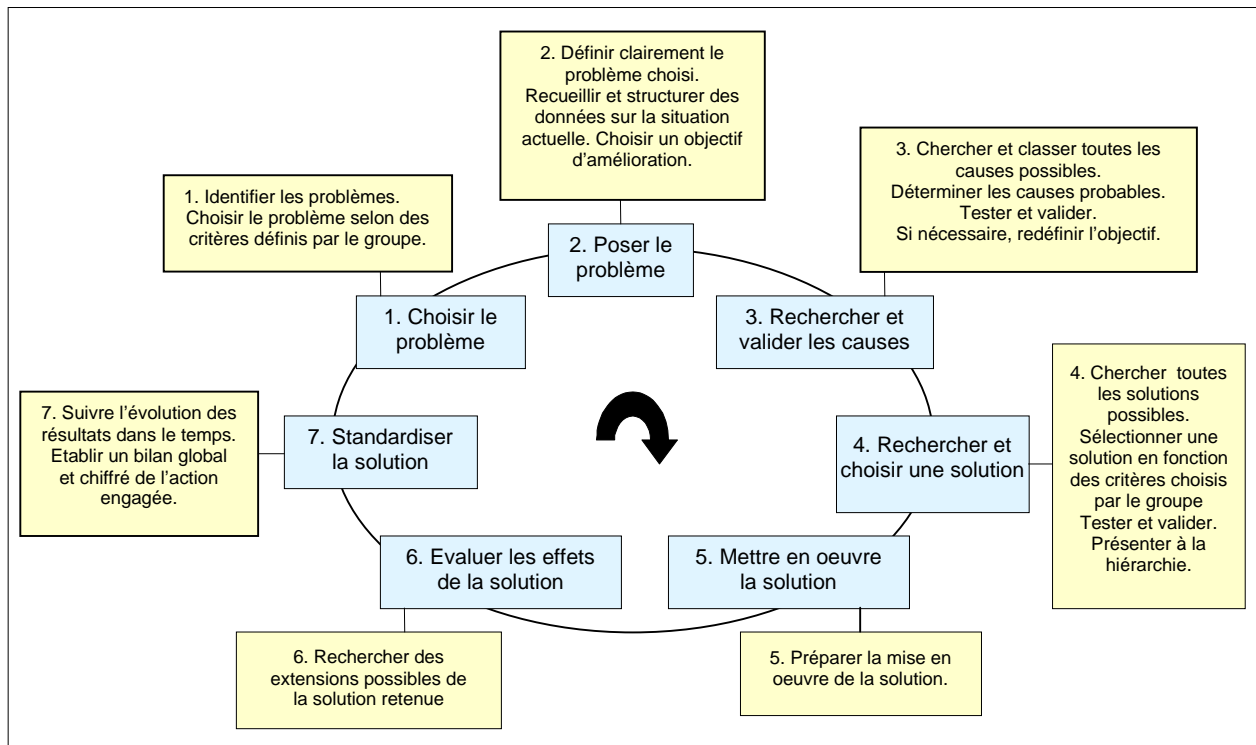 2. Définir clairement le
problème choisi.
Recueillir et structurer des
données sur la situation
actuelle. Choisir un objectif
d’amélioration.
3. Chercher et classer toutes les
causes possibles.
Déterminer les causes probables.
Tester et valider.
Si nécessaire, redéfinir l’objectif.
1. Identifier les problèmes.
Choisir le problème selon des
critères définis par le groupe.
2. Poser le
problème
1. Choisir le
problème
3. Rechercher et
valider les causes
4. Chercher toutes
les solutions
possibles.
Sélectionner une
solution en fonction
des critères choisis
par le groupe
Tester et valider.
Présenter à la
hiérarchie.
7. Suivre l’évolution des
résultats dans le temps.
Etablir un bilan global
et chiffré de l’action
engagée.
7. Standardiser
la solution
4. Rechercher et
choisir une solution
6. Evaluer les effets
de la solution
5. Mettre en oeuvre
la solution
6. Rechercher des
extensions possibles de
la solution retenue
5. Préparer la mise en
oeuvre de la solution.